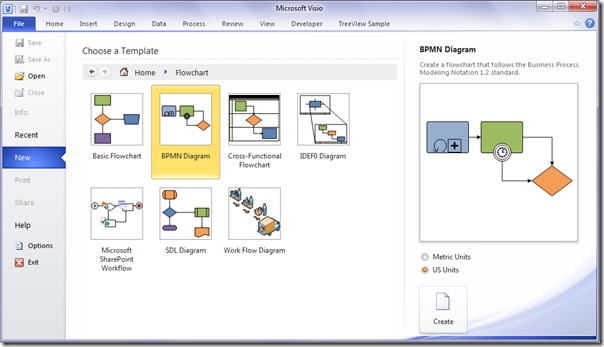 Microsoft Visio
File Home Insert Design Data Process Review View Developer TreeView Sample
Save
Save As
Open
Close
Info
Recent
New
Print
Share
Help
Options
Exit
Choose a Template
Home Flowchart
Basic Flowchart
BPMN Diagram
Cross-Functional
Flowchart
IDEF0 Diagram
Microsoft
SharePoint
Workflow
SDL Diagram
Work Flow Diagram
BPMN Diagram
Create a flowchart that follows the Business Process
Modeling Notation 1.2 standard.
Metric Units
US Units
Create